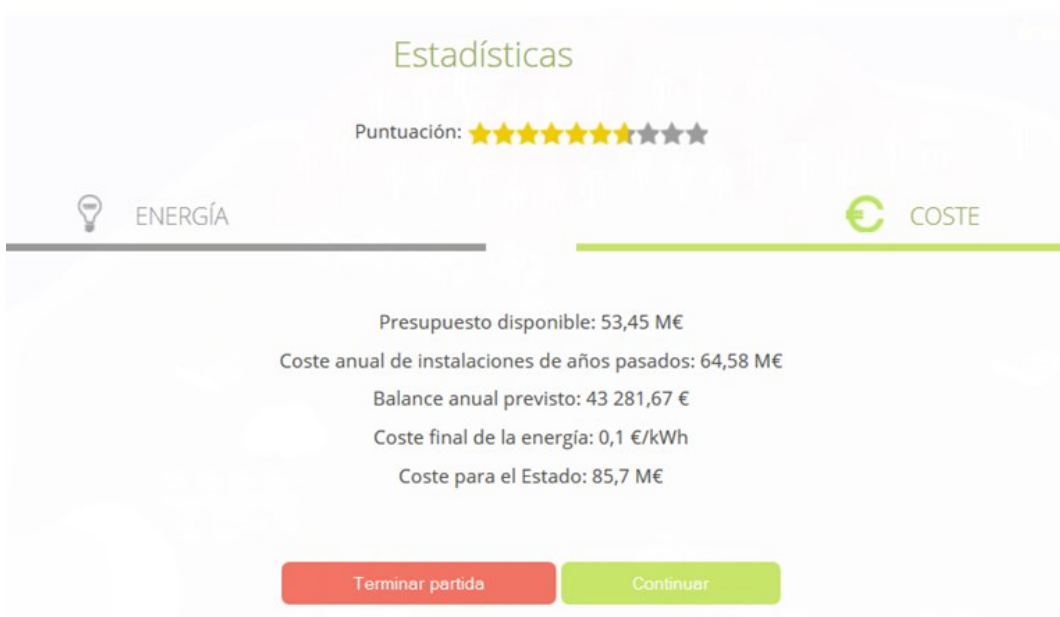 Estadísticas
Puntuación:
ENERGÍA
COSTE
Presupuesto disponible: 53,45 M€
Coste anual de instalaciones de años pasados: 64,58 M€
Balance anual previsto: 43 281,67 €
Coste final de la energía: 0,1 €/kWh
Coste para el Estado: 85,7 M€
Terminar partida
Continuar